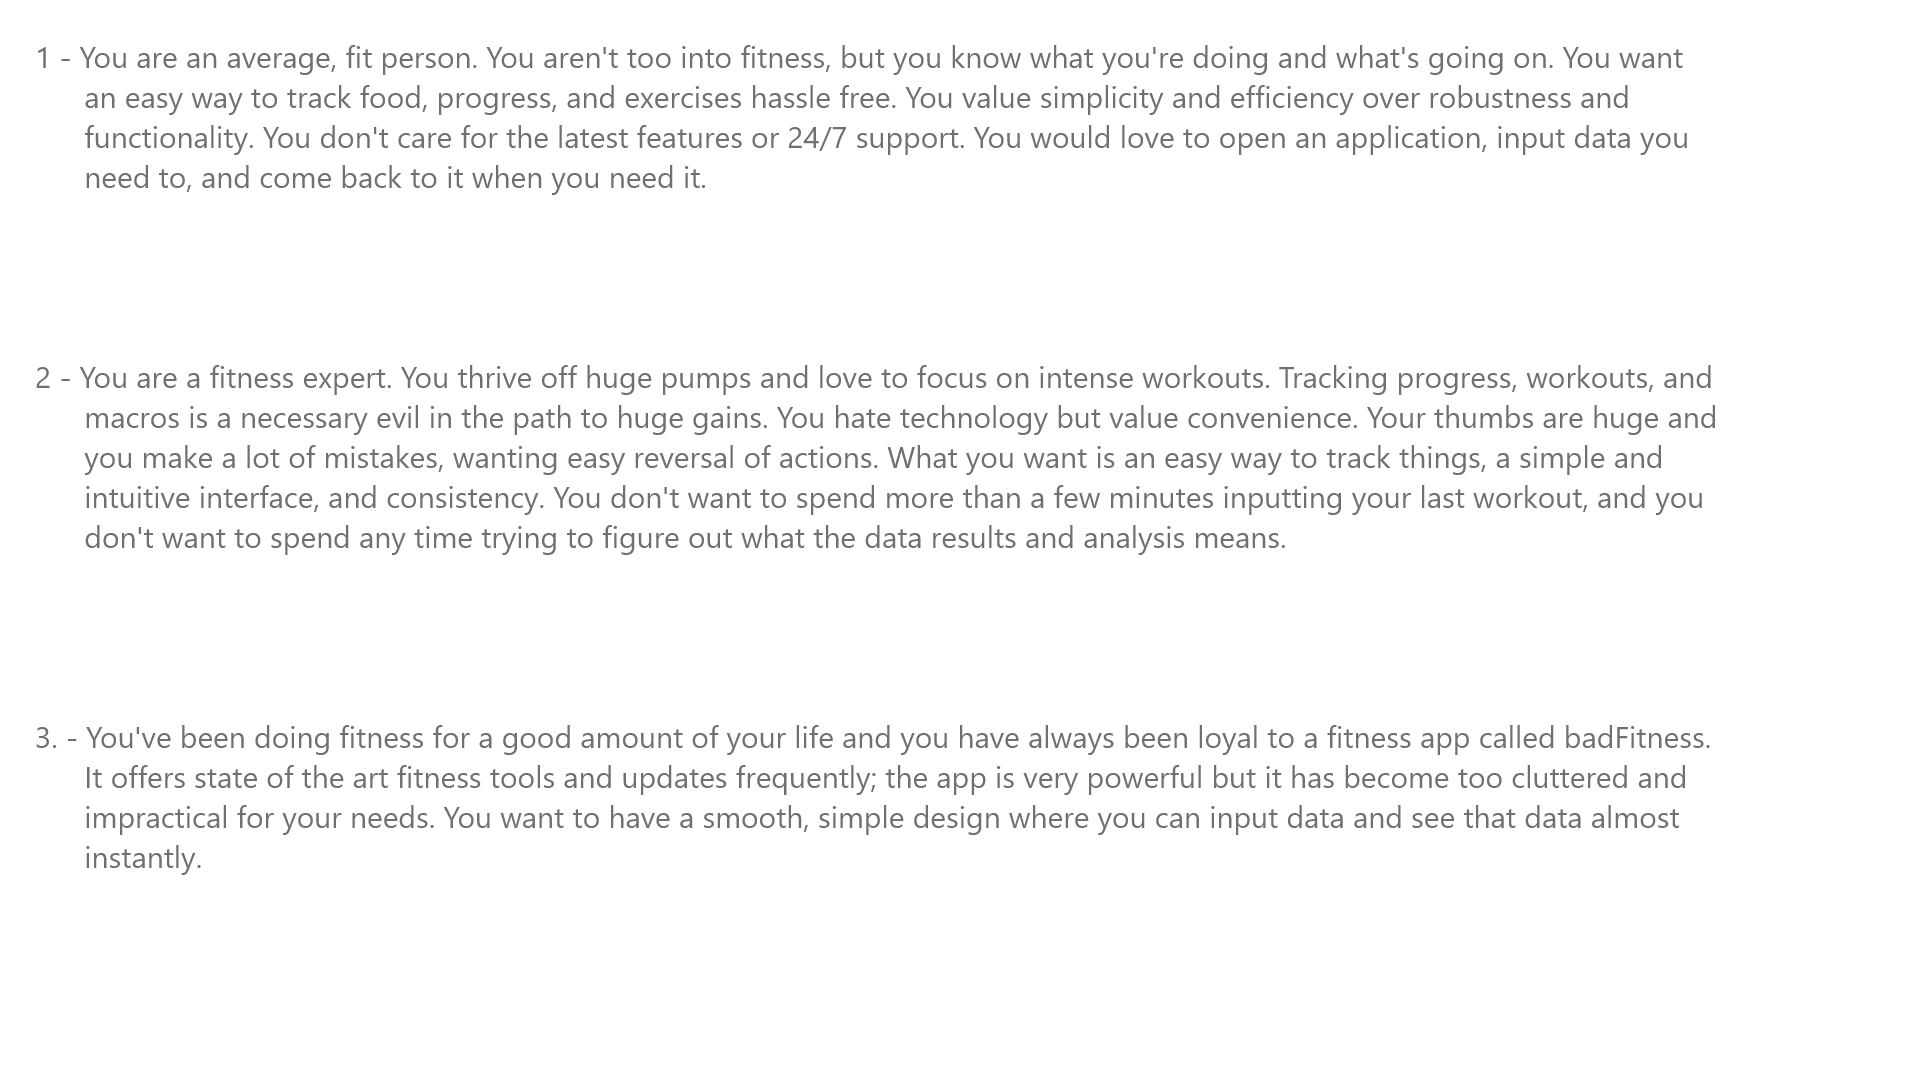 1 - You are an average, fit person. You aren't too into fitness, but you know what you're doing and what's going on. You want
an easy way to track food, progress, and exercises hassle free. You value simplicity and efficiency over robustness and
functionality. You don't care for the latest features or 24/7 support. You would love to open an application, input data you
need to, and come back to it when you need it.
2 - You are a fitness expert. You thrive off huge pumps and love to focus on intense workouts. Tracking progress, workouts, and
macros is a necessary evil in the path to huge gains. You hate technology but value convenience. Your thumbs are huge and
you make a lot of mistakes, wanting easy reversal of actions. What you want is an easy way to track things, a simple and
intuitive interface, and consistency. You don't want to spend more than a few minutes inputting your last workout, and you
don't want to spend any time trying to figure out what the data results and analysis means.
3. - You've been doing fitness for a good amount of your life and you have always been loyal to a fitness app called badFitness.
It offers state of the art fitness tools and updates frequently; the app is very powerful but it has become too cluttered and
impractical for your needs. You want to have a smooth, simple design where you can input data and see that data almost
instantly.